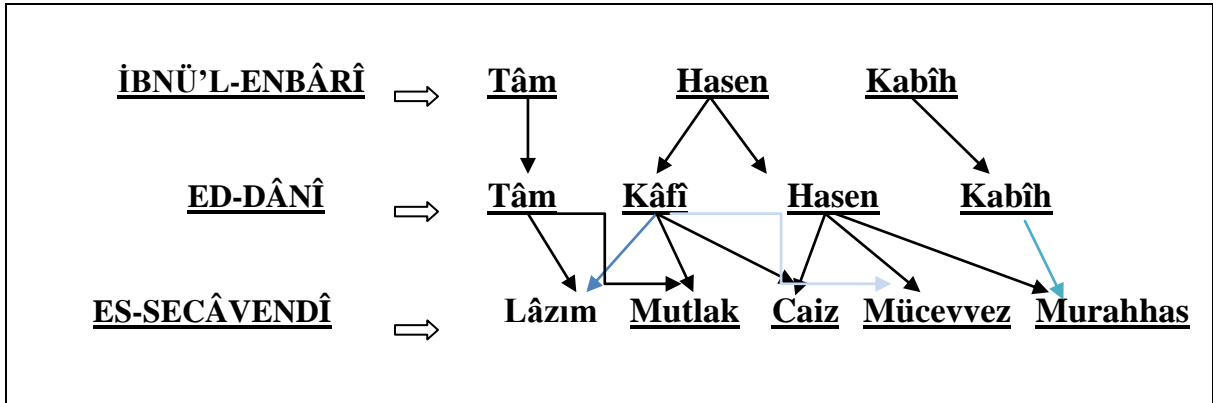 İBNÜ’L-ENBÂRÎ Tâm Hasen Kabîh
ED-DÂNÎ Tâm Kâfî Hasen Kabîh
ES-SECÂVENDÎ Lâzım Mutlak Caiz Mücevvez Murahhas